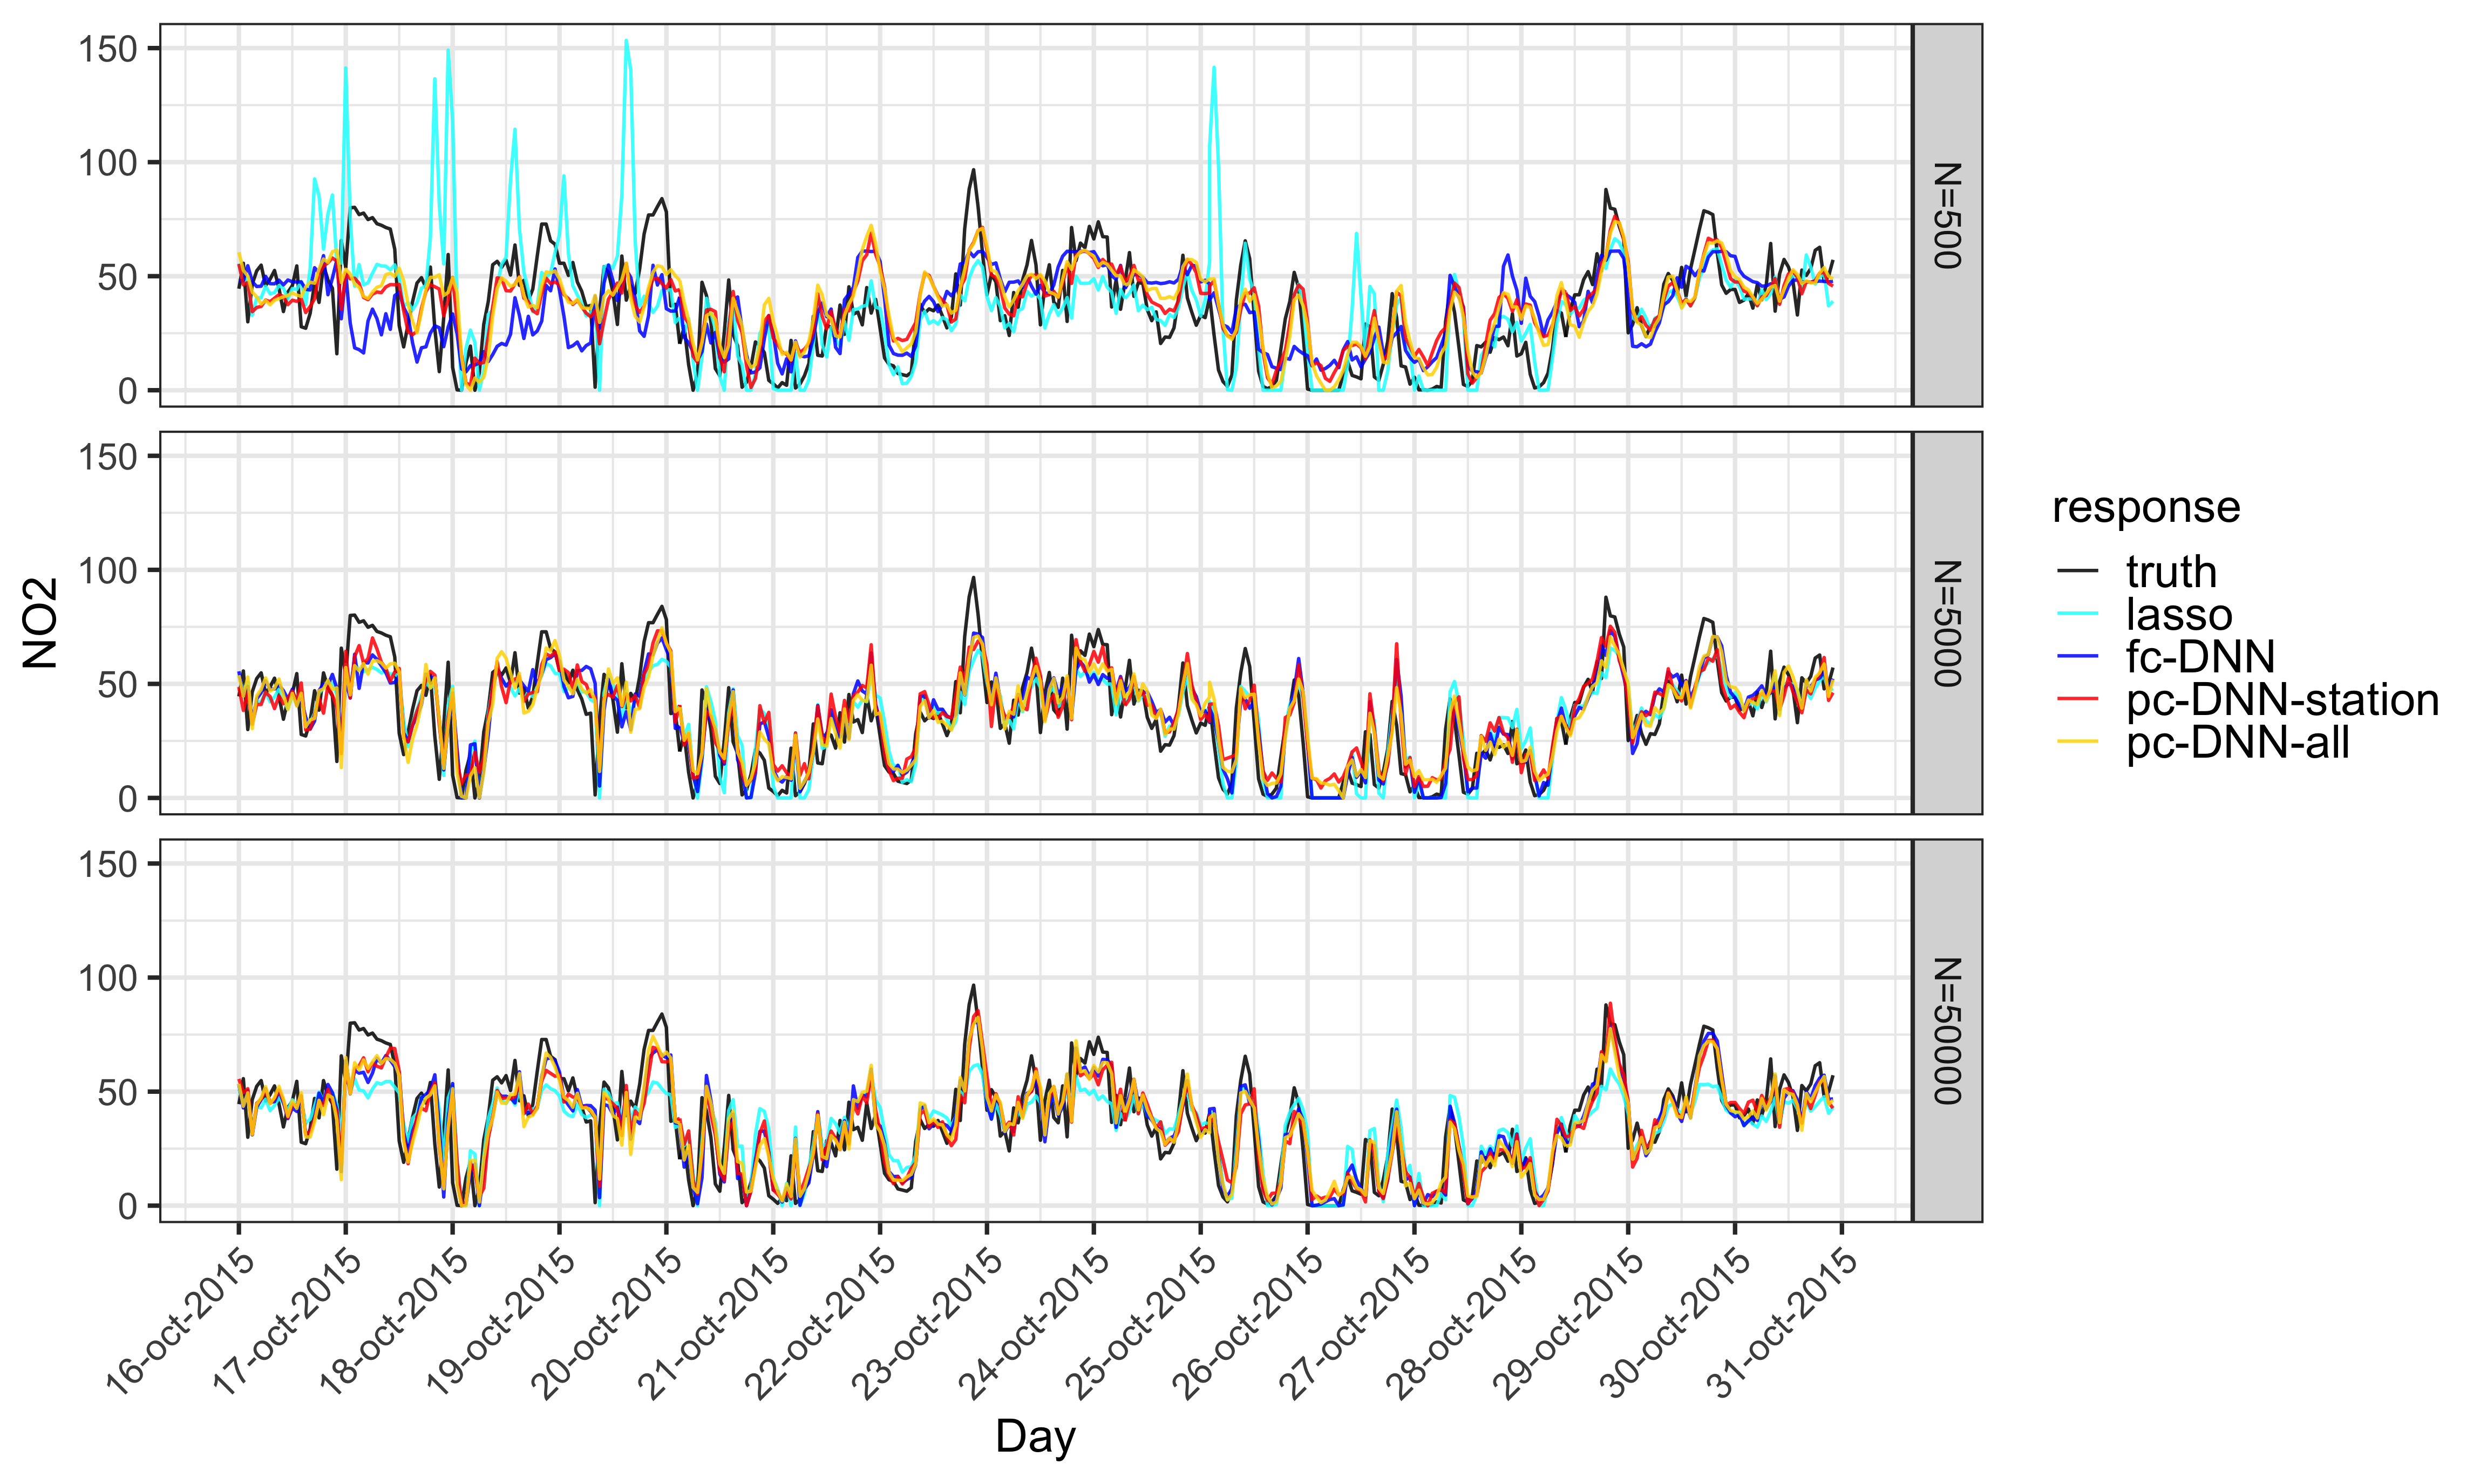 150
100
50
0
N=500
150
100
50
0
N=5000
150
100
50
0
N=50000
NO2
16-oct-2015
17-oct-2015
18-oct-2015
19-oct-2015
20-oct-2015
21-oct-2015
22-oct-2015
23-oct-2015
24-oct-2015
25-oct-2015
26-oct-2015
27-oct-2015
28-oct-2015
29-oct-2015
30-oct-2015
31-oct-2015
Day
response
truth
lasso
fc-DNN
pc-DNN-station
pc-DNN-all